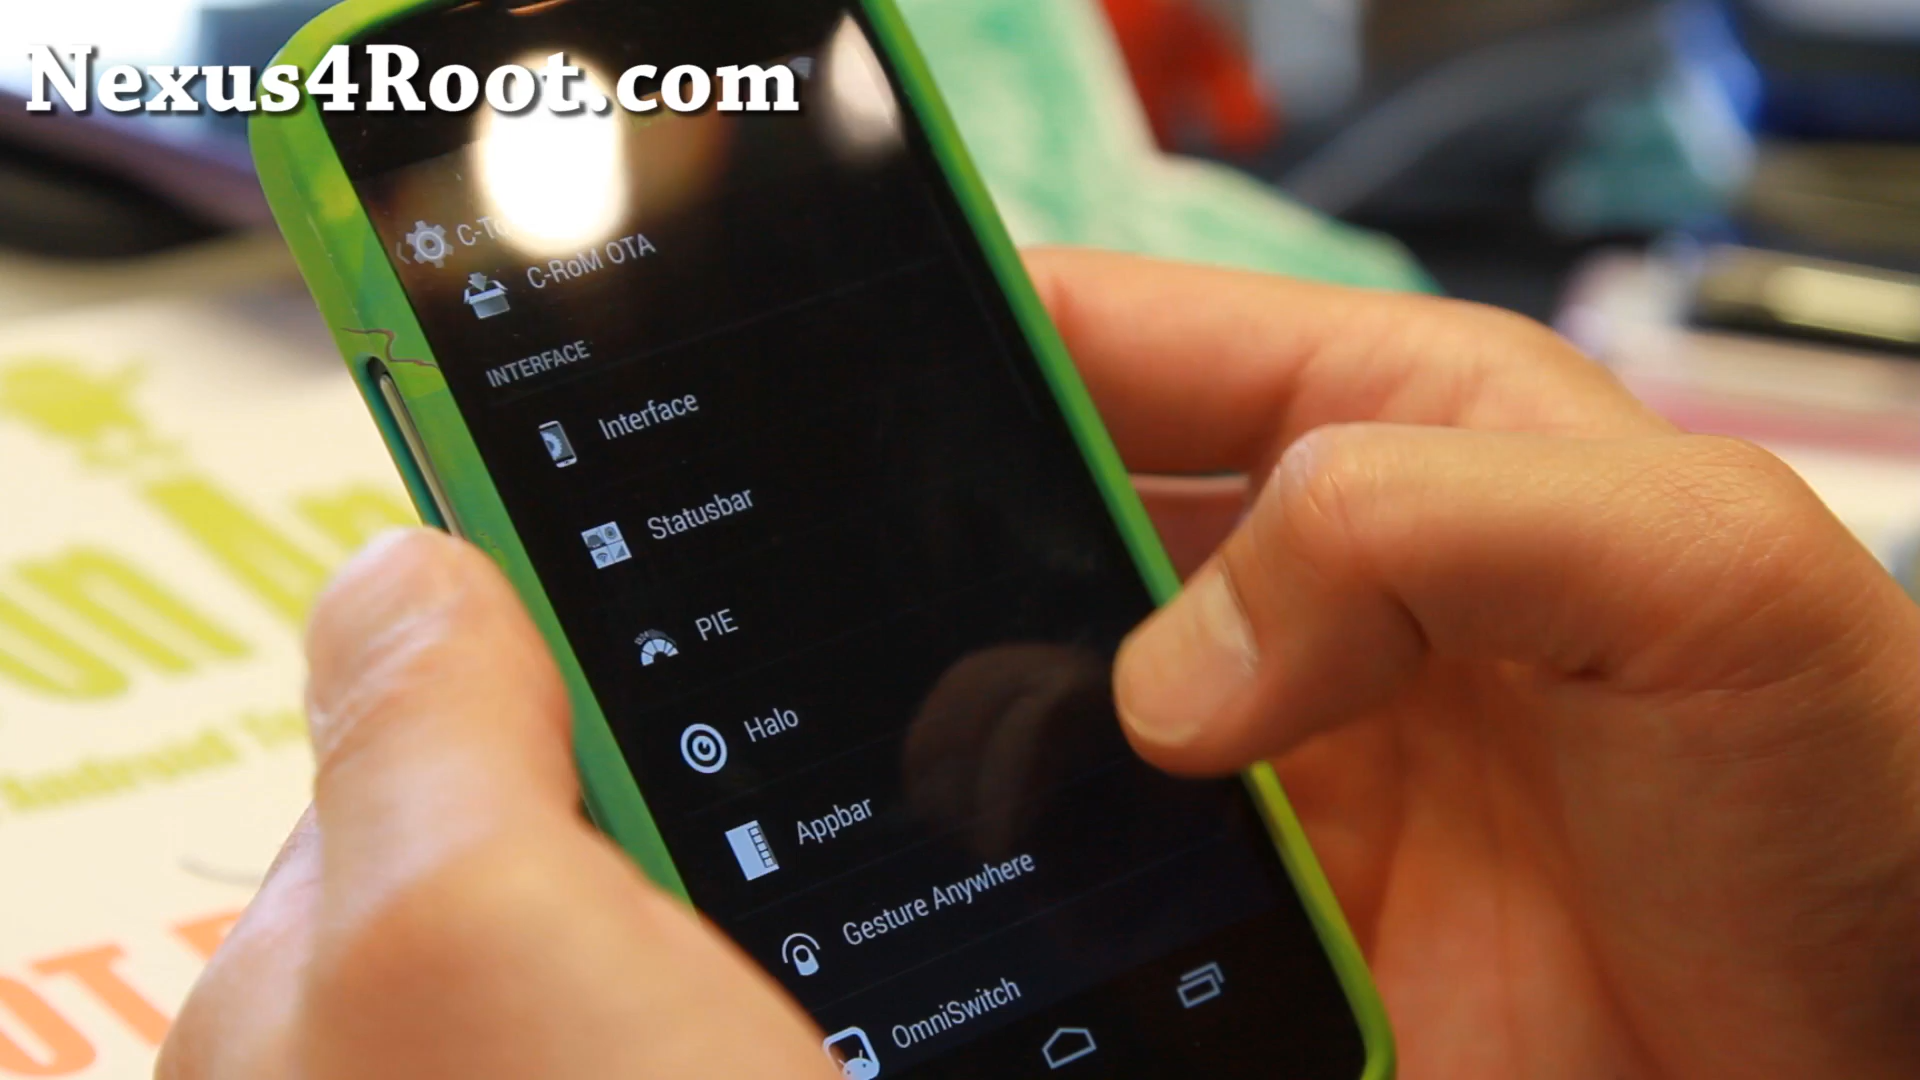 Nexus4Root.com
C-RoM OTA
INTERFACE
Interface
Statusbar
PIE
Halo
Appbar
Gesture Anywhere
OmniSwitch